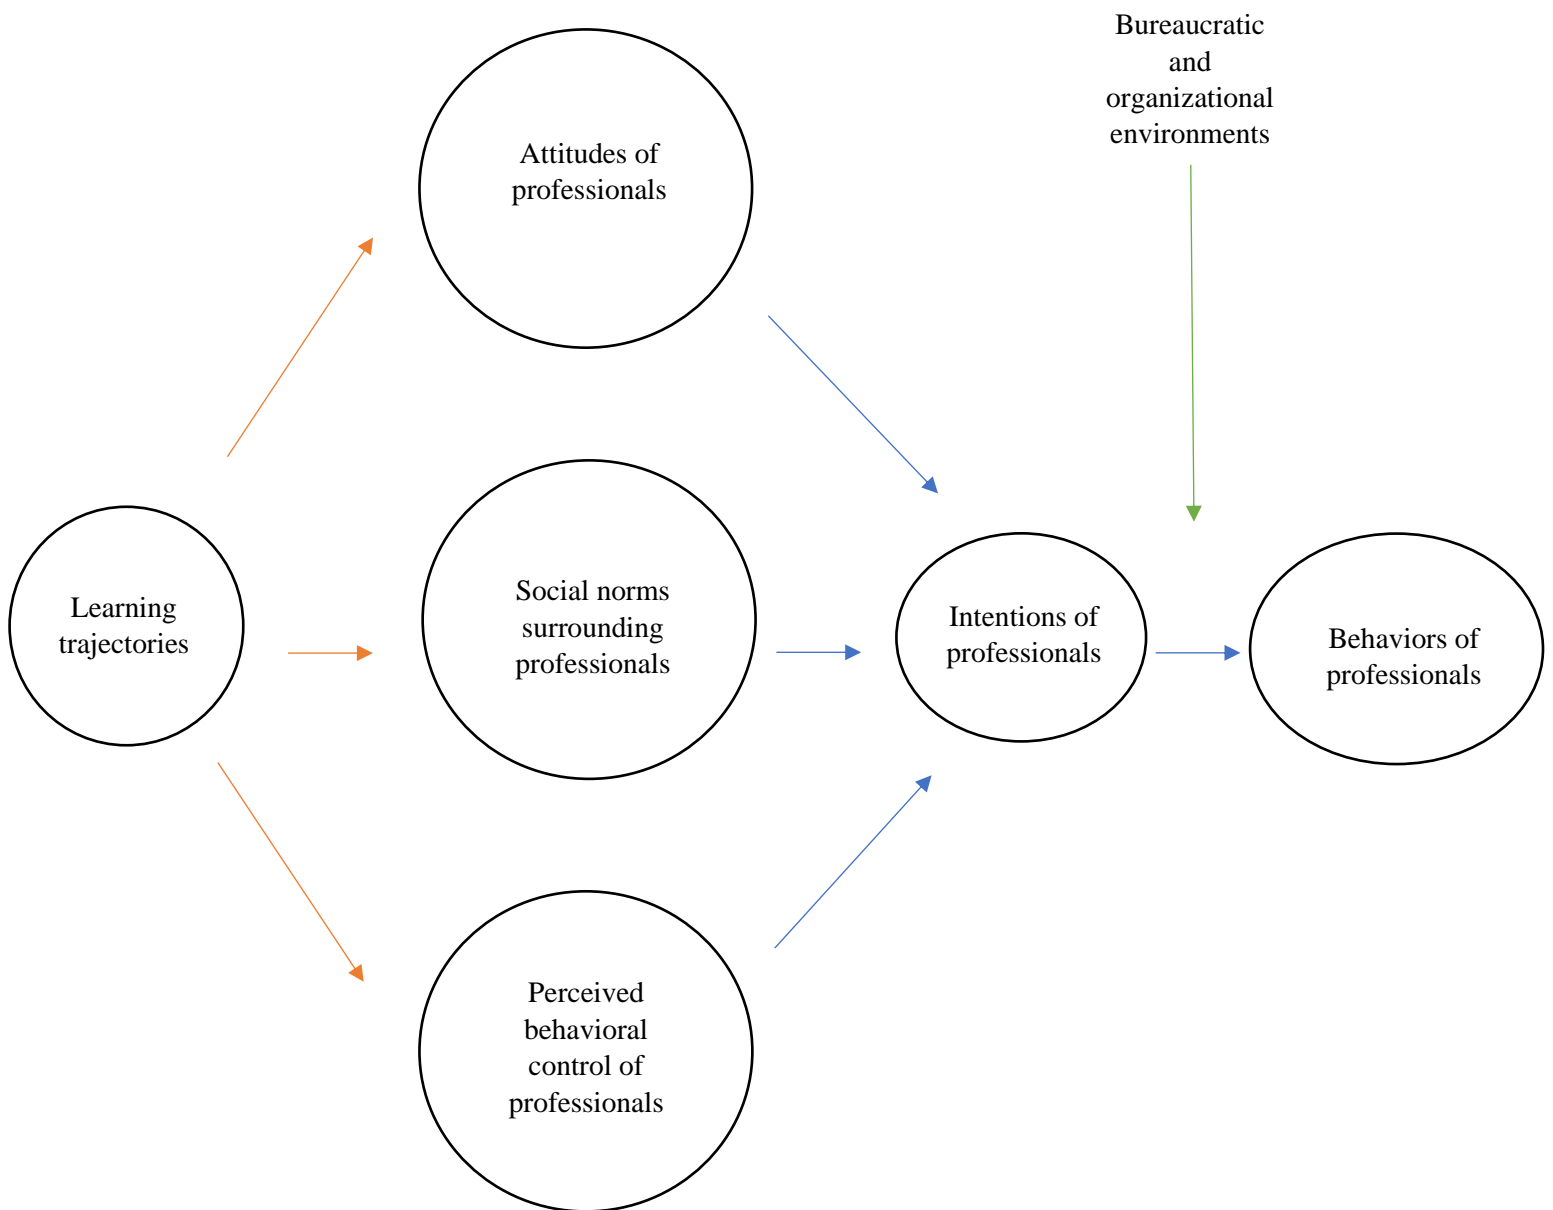 Bureaucratic
and
organizational
environments
Attitudes of
professionals
Learning
trajectories
Social norms
surrounding
professionals
Intentions of
professionals
Behaviors of
professionals
Perceived
behavioral
control of
professionals